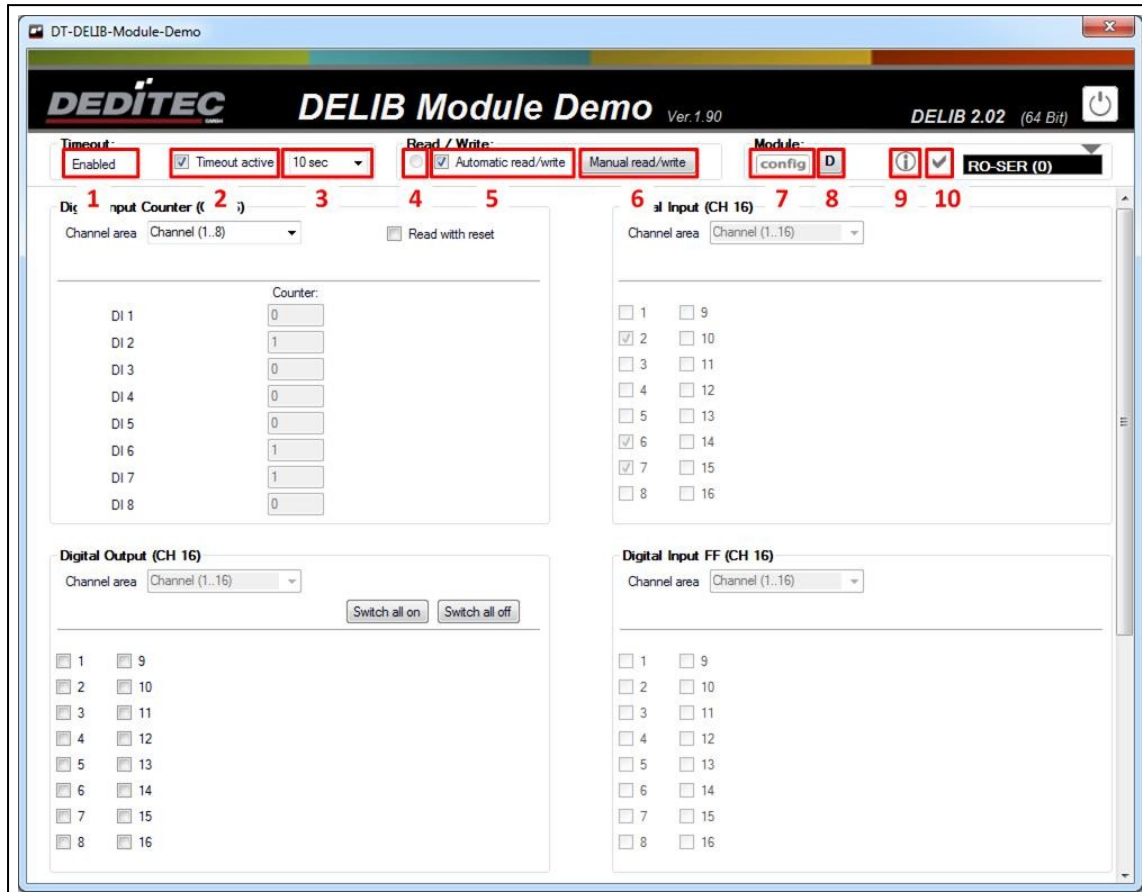 DT-DELIB-Module-Demo
DEDITEC
GMBH
DELIB Module Demo Ver. 1.90
DELIB 2.02 (64 Bit)
Timeout: Read / Write: Module:
Enabled Timeout active 10 sec Automatic read/write Manual read/write config D RO-SER (0)
1 2 3 4 5 6 7 8 9 10
nput Counter
Channel area Channel (1..8) Read witth reset
Counter:
DI 1 0
DI 2 1
DI 3 0
DI 4 0
DI 5 0
DI 6 1
DI 7 1
DI 8 0
al Input (CH 16)
Channel area Channel (1..16)
1 9
2 10
3 11
4 12
5 13
6 14
7 15
8 16
Digital Output (CH 16)
Channel area Channel (1..16)
Switch all on Switch all off
1 9
2 10
3 11
4 12
5 13
6 14
7 15
8 16
Digital Input FF (CH 16)
Channel area Channel (1..16)
1 9
2 10
3 11
4 12
5 13
6 14
7 15
8 16